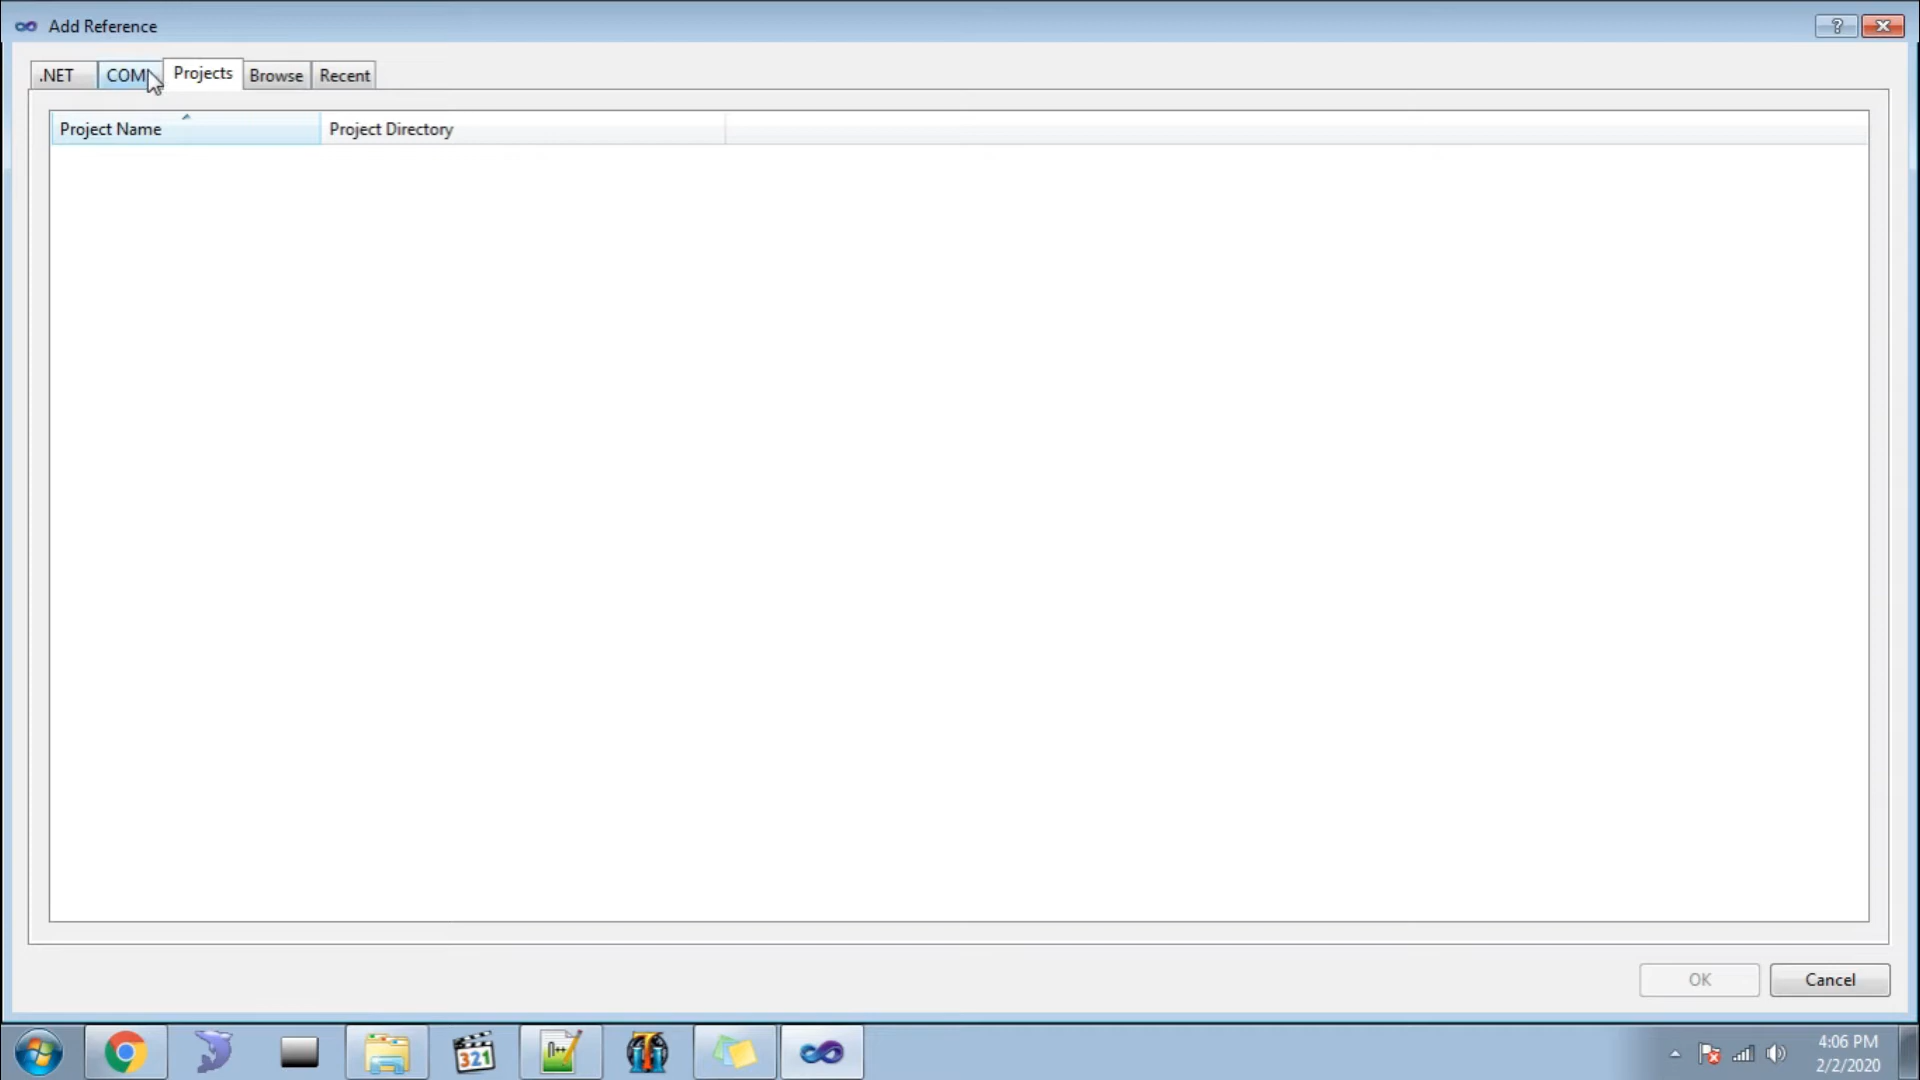 Add Reference
?
.NET COM Projects Browse Recent
Project Name Project Directory
OK Cancel
321
n++
4:06 PM
2/2/2020